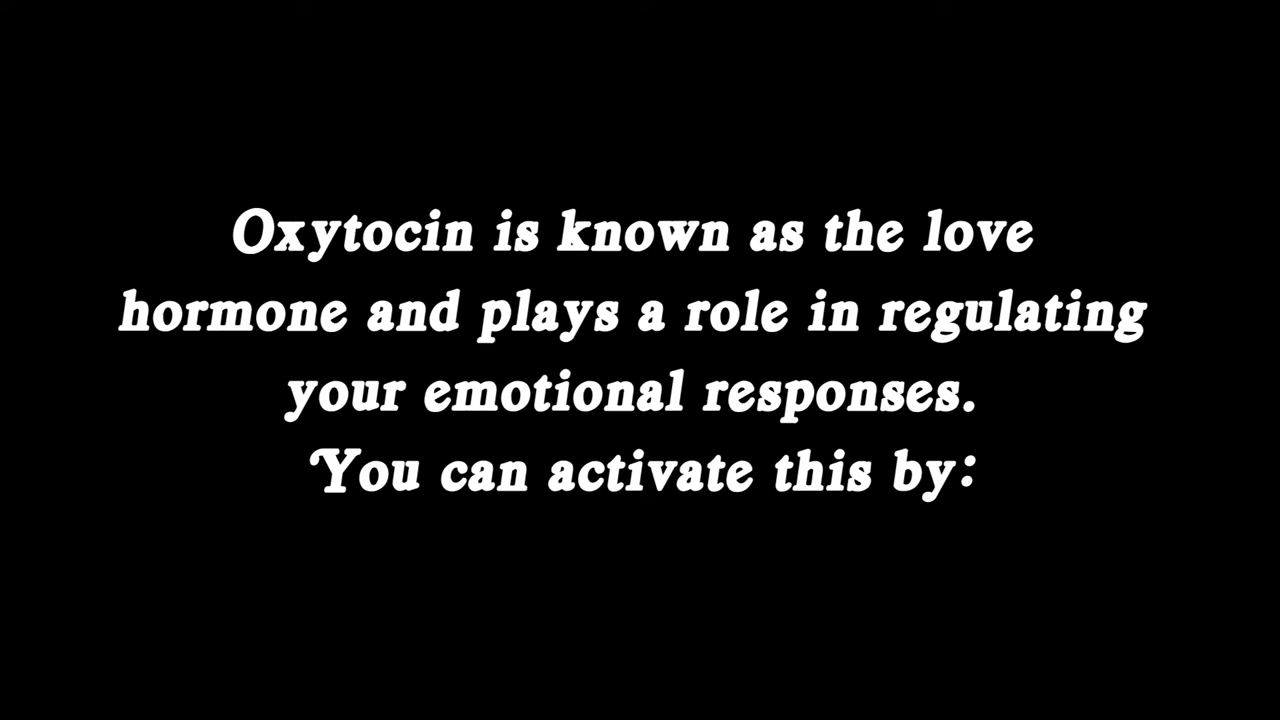 Oxytocin is known as the love
hormone and plays a role in regulating
your emotional responses.
You can activate this by: